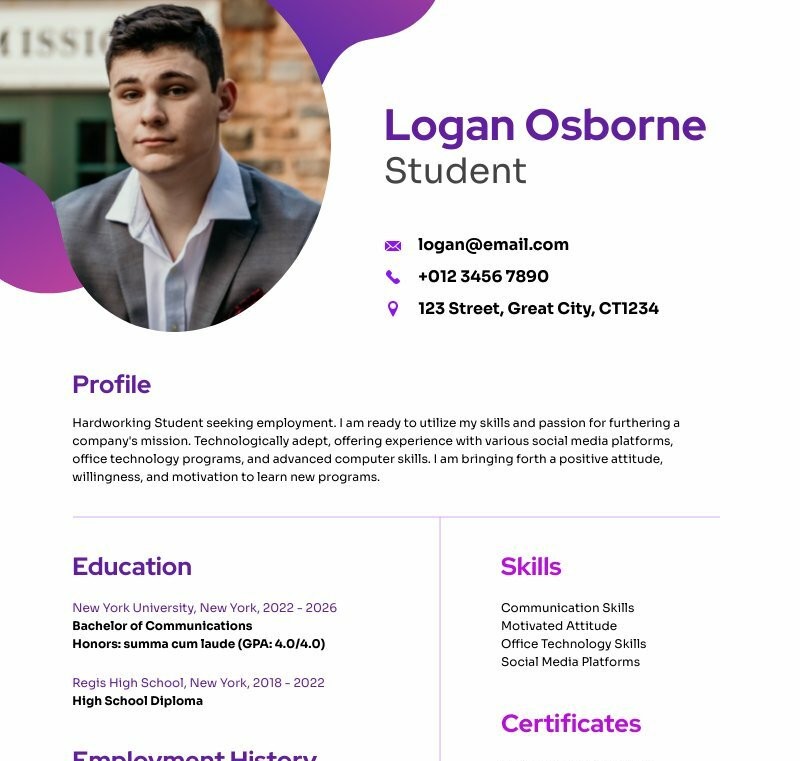 MISSI
Logan Osborne
Student
logan@email.com
+012 3456 7890
123 Street, Great City, CT1234
Profile
Hardworking Student seeking employment. I am ready to utilize my skills and passion for furthering a
company's mission. Technologically adept, offering experience with various social media platforms,
office technology programs, and advanced computer skills. I am bringing forth a positive attitude,
willingness, and motivation to learn new programs.
Education
New York University, New York, 2022 - 2026
Bachelor of Communications
Honors: summa cum laude (GPA: 4.0/4.0)
Regis High School, New York, 2018 - 2022
High School Diploma
Employment History
Skills
Communication Skills
Motivated Attitude
Office Technology Skills
Social Media Platforms
Certificates